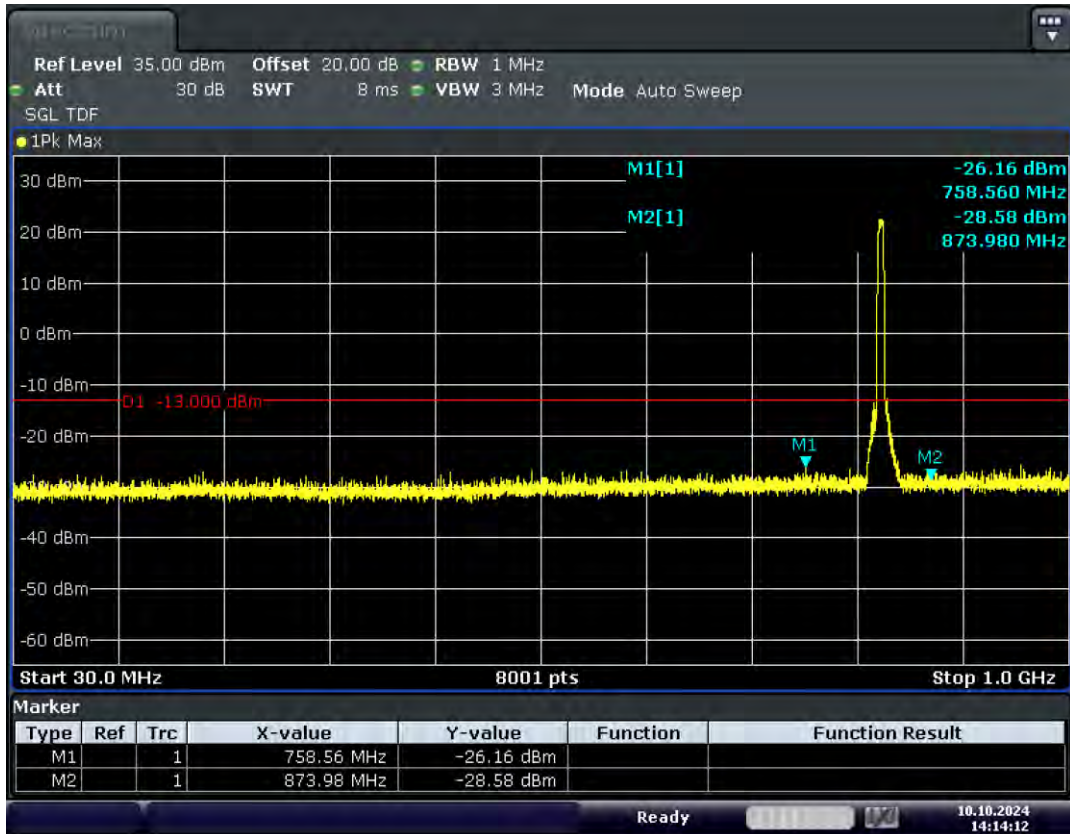 Spectrum
Ref Level 35.00 dBm Offset 20.00 dB RBW 1 MHz
Att 30 dB SWT 8 ms VBW 3 MHz Mode Auto Sweep
SGL TDF
1Pk Max
M1[1] -26.16 dBm
758.560 MHz
M2[1] -28.58 dBm
873.980 MHz
30 dBm
20 dBm
10 dBm
0 dBm
-10 dBm
D1 -13.000 dBm
-20 dBm
M1
M2
-40 dBm
-50 dBm
-60 dBm
Start 30.0 MHz 8001 pts Stop 1.0 GHz
Marker
Type Ref Trc X-value Y-value Function Function Result
M1 1 758.56 MHz -26.16 dBm
M2 1 873.98 MHz -28.58 dBm
Ready 10.10.2024
14:14:12